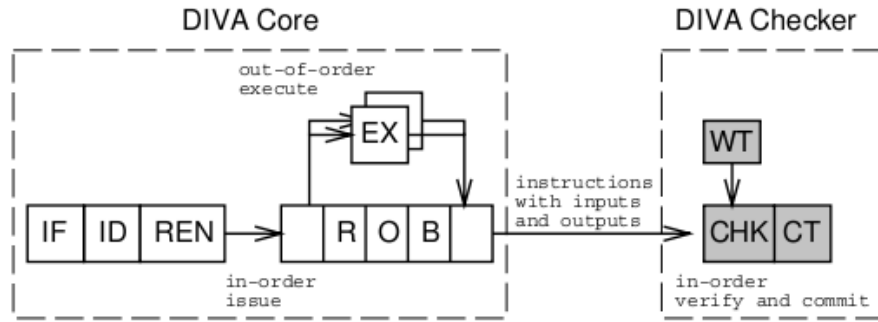 DIVA Core
DIVA Checker
out-of-order
execute
EX
WT
instructions
with inputs
and outputs
IF ID REN
R O B
CHK CT
in-order
issue
in-order
verify and commit